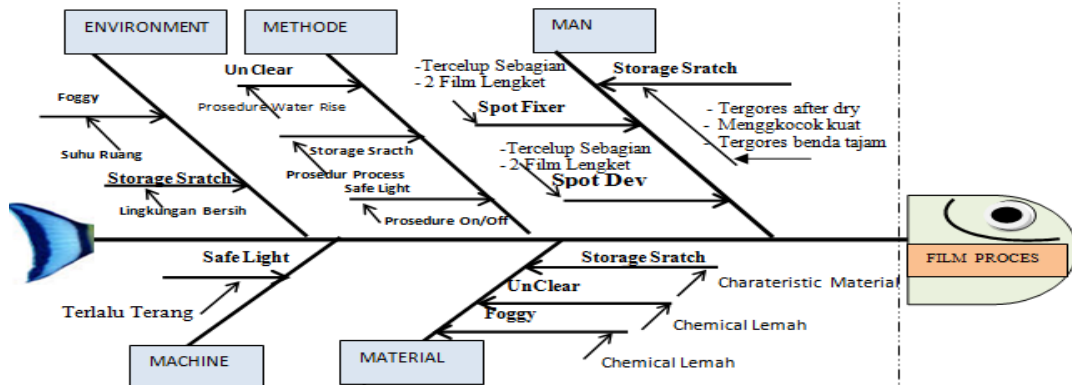 ENVIRONMENT
METHODE
MAN
Foggy
Suhu Ruang
Storage Sratch
Lingkungan Bersih
Un Clear
Prosedure Water Rise
Storage Sracth
Prosedur Process
Safe Light
Prosedure On/Off
-Tercelup Sebagian
- 2 Film Lengket
Spot Fixer
-Tercelup Sebagian
- 2 Film Lengket
Spot Dev
Storage Sratch
- Tergores after dry
- Menggkocok kuat
- Tergores benda tajam
FILM PROCES
Safe Light
Terlalu Terang
MACHINE
Storage Sratch
Charateristic Material
UnClear
Chemical Lemah
Foggy
Chemical Lemah
MATERIAL